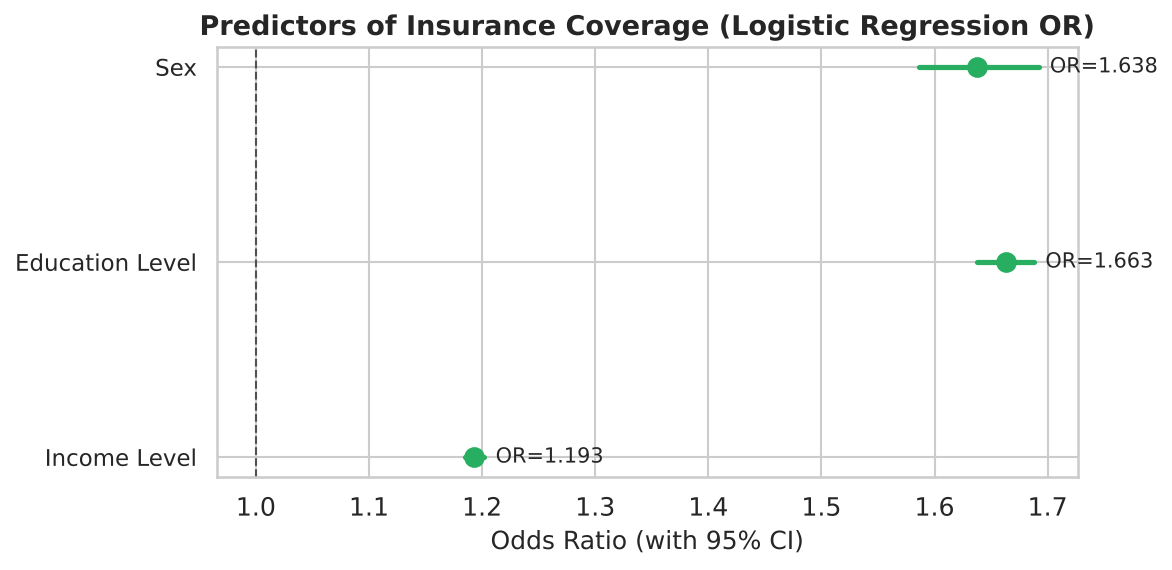 Predictors of Insurance Coverage (Logistic Regression OR)
Sex
OR=1.638
Education Level
OR=1.663
Income Level
OR=1.193
1.0 1.1 1.2 1.3 1.4 1.5 1.6 1.7
Odds Ratio (with 95% CI)